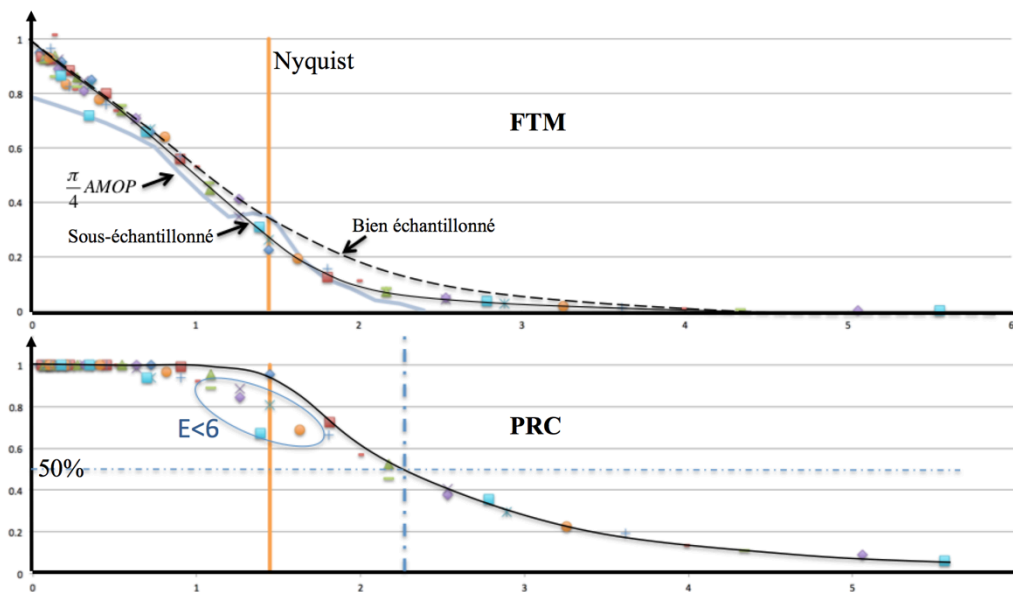 1
Nyquist
0.8
FTM
0.6
π/4 AMOP
0.4
Bien échantillonné
Sous-échantillonné
0.2
0
0 1 2 3 4 5 6
1
0.8
E<6
PRC
0.6
50%
0.4
0.2
0
0 1 2 3 4 5